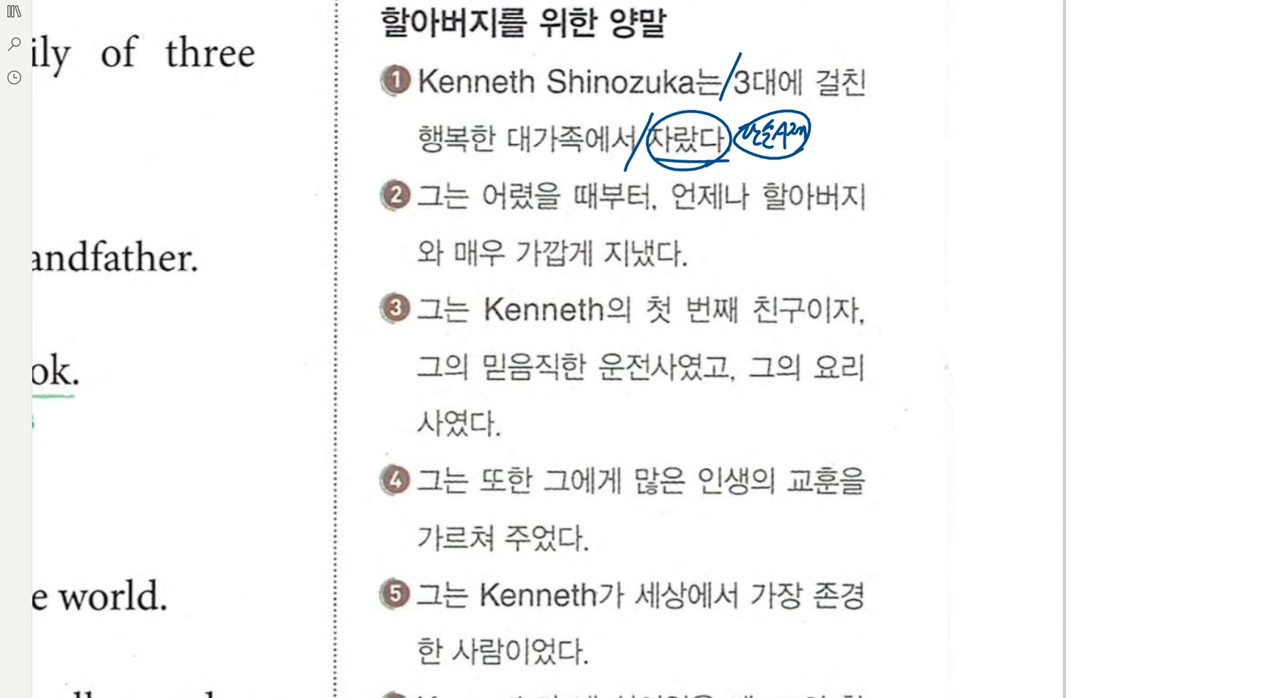 ily of three
andfather.
ok.
e world.
할아버지를 위한 양말
1 Kenneth Shinozuka는 3대에 걸친
행복한 대가족에서 자랐다
2 그는 어렸을 때부터, 언제나 할아버지
와 매우 가깝게 지냈다.
3 그는 Kenneth의 첫 번째 친구이자,
그의 믿음직한 운전사였고, 그의 요리
사였다.
4 그는 또한 그에게 많은 인생의 교훈을
가르쳐 주었다.
5 그는 Kenneth가 세상에서 가장 존경
한 사람이었다.